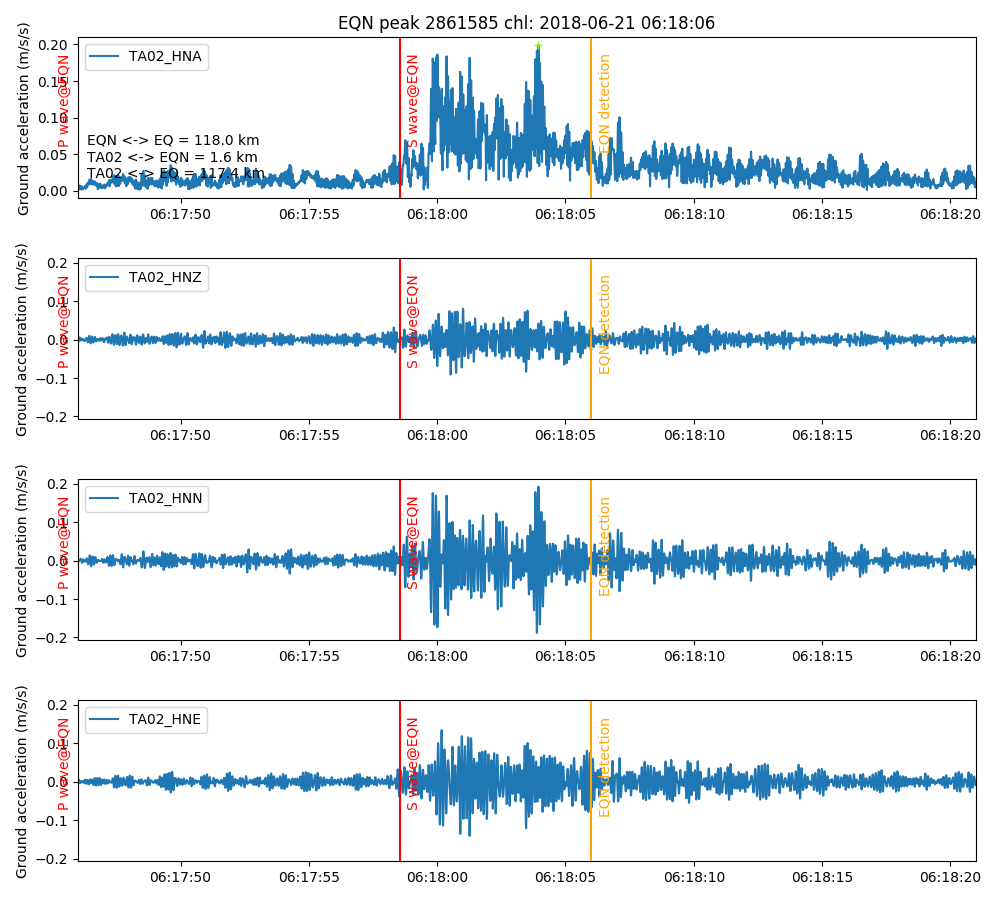 EQN peak 2861585 chl: 2018-06-21 06:18:06
Ground acceleration (m/s/s)
0.20
0.15
0.10
0.05
0.00
TA02_HNA
P wave@EQN
S wave@EQN
EQN detection
EQN <-> EQ = 118.0 km
TA02 <-> EQN = 1.6 km
TA02 <-> EQ = 117.4 km
06:17:50 06:17:55 06:18:00 06:18:05 06:18:10 06:18:15 06:18:20
Ground acceleration (m/s/s)
0.2
0.1
0.0
−0.1
−0.2
TA02_HNZ
P wave@EQN
S wave@EQN
EQN detection
06:17:50 06:17:55 06:18:00 06:18:05 06:18:10 06:18:15 06:18:20
Ground acceleration (m/s/s)
0.2
0.1
0.0
−0.1
−0.2
TA02_HNN
P wave@EQN
S wave@EQN
EQN detection
06:17:50 06:17:55 06:18:00 06:18:05 06:18:10 06:18:15 06:18:20
Ground acceleration (m/s/s)
0.2
0.1
0.0
−0.1
−0.2
TA02_HNE
P wave@EQN
S wave@EQN
EQN detection
06:17:50 06:17:55 06:18:00 06:18:05 06:18:10 06:18:15 06:18:20